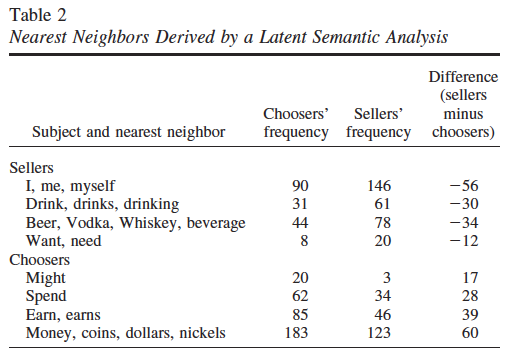 Table 2
Nearest Neighbors Derived by a Latent Semantic Analysis
Difference
(sellers
Choosers’ Sellers’ minus
Subject and nearest neighbor frequency frequency choosers)
Sellers
I, me, myself 90 146 −56
Drink, drinks, drinking 31 61 −30
Beer, Vodka, Whiskey, beverage 44 78 −34
Want, need 8 20 −12
Choosers
Might 20 3 17
Spend 62 34 28
Earn, earns 85 46 39
Money, coins, dollars, nickels 183 123 60